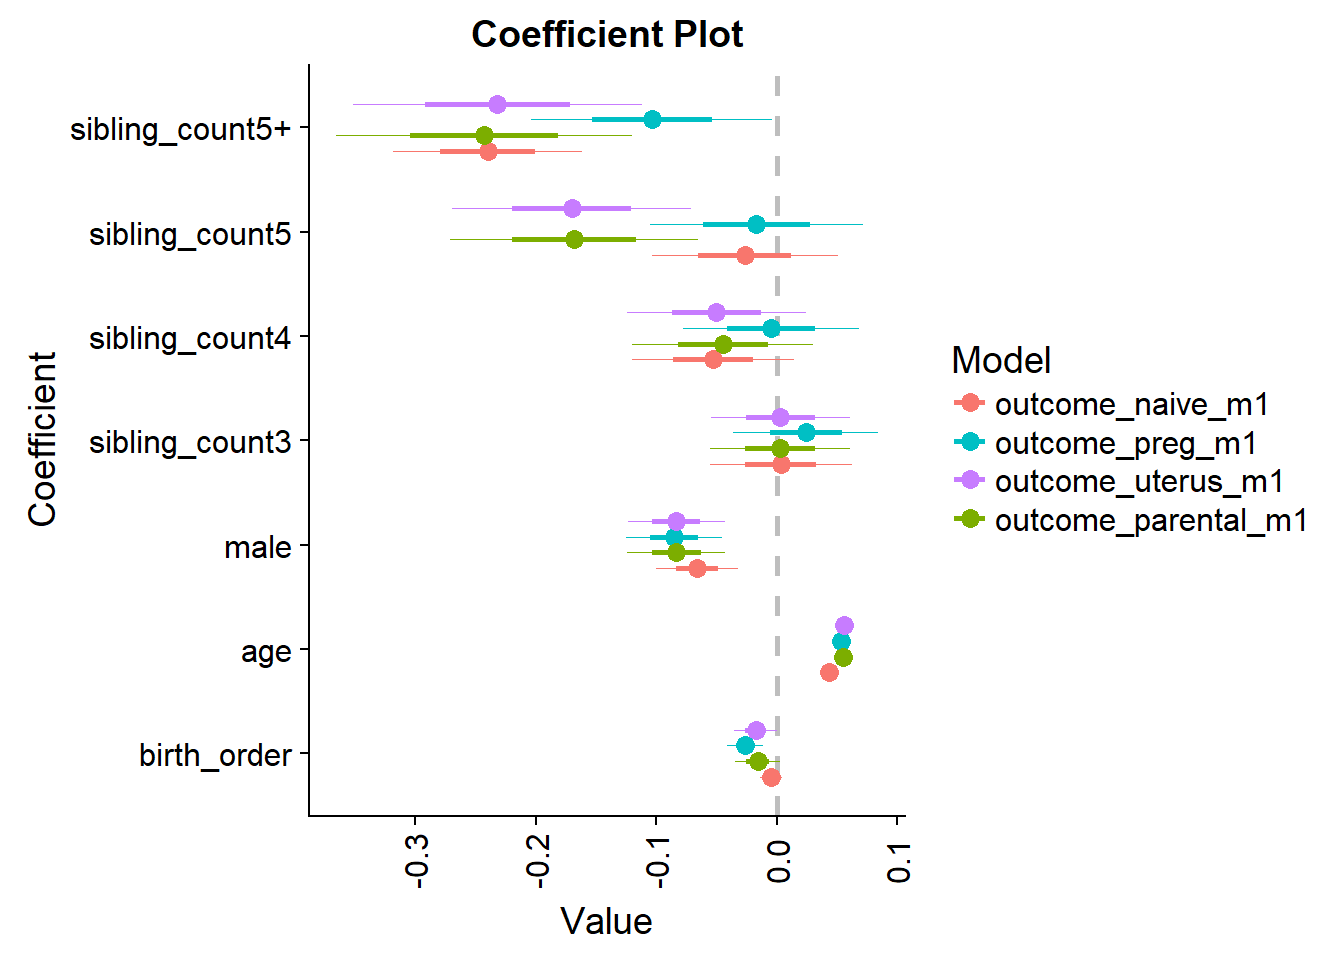 Coefficient Plot
Coefficient
sibling_count5+
sibling_count5
sibling_count4
sibling_count3
male
age
birth_order
-0.3
-0.2
-0.1
0.0
0.1
Value
Model
outcome_naive_m1
outcome_preg_m1
outcome_uterus_m1
outcome_parental_m1